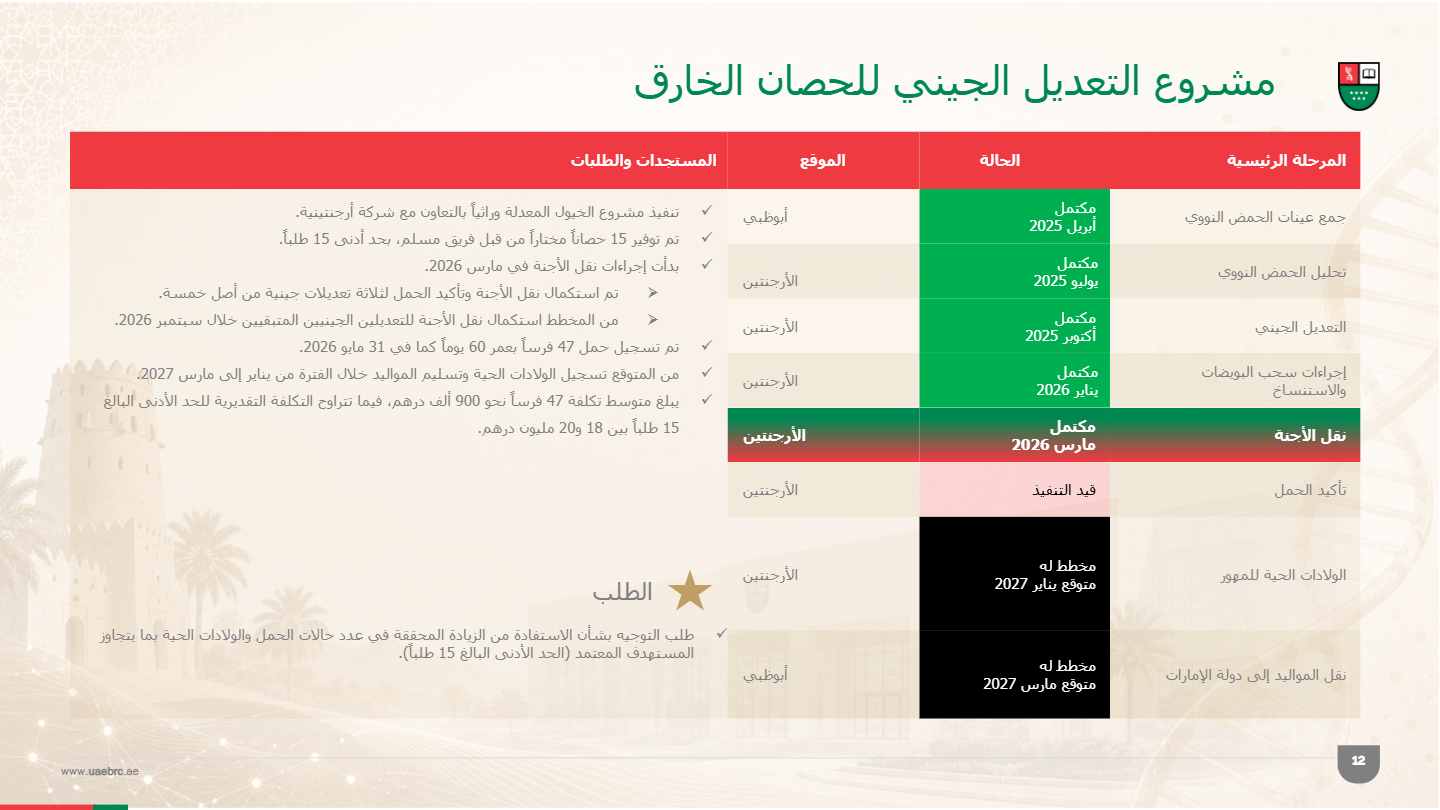 مشروع التعديل الجيني للحصان الخارق
المرحلة الرئيسية
الحالة
الموقع
المستجدات والطلبات
جمع عينات الحمض النووي
مكتمل
أبريل 2025
أبوظبي
تحليل الحمض النووي
مكتمل
يوليو 2025
الأرجنتين
التعديل الجيني
مكتمل
أكتوبر 2025
الأرجنتين
إجراءات سحب البويضات
والاستنساخ
مكتمل
يناير 2026
الأرجنتين
نقل الأجنة
مكتمل
مارس 2026
الأرجنتين
تأكيد الحمل
قيد التنفيذ
الأرجنتين
الولادات الحية للمهور
مخطط له
متوقع يناير 2027
الأرجنتين
نقل المواليد إلى دولة الإمارات
مخطط له
متوقع مارس 2027
أبوظبي
✓ تنفيذ مشروع الخيول المعدلة وراثياً بالتعاون مع شركة أرجنتينية.
✓ تم توفير 15 حصاناً مختاراً من قبل فريق مسلم، بحد أدنى 15 طلباً.
✓ بدأت إجراءات نقل الأجنة في مارس 2026.
➢ تم استكمال نقل الأجنة وتأكيد الحمل لثلاثة تعديلات جينية من أصل خمسة.
➢ من المخطط استكمال نقل الأجنة للتعديلين الجينيين المتبقيين خلال سبتمبر 2026.
✓ تم تسجيل حمل 47 فرساً بعمر 60 يوماً كما في 31 مايو 2026.
✓ من المتوقع تسجيل الولادات الحية وتسليم المواليد خلال الفترة من يناير إلى مارس 2027.
✓ يبلغ متوسط تكلفة 47 فرساً نحو 900 ألف درهم، فيما تتراوح التكلفة التقديرية للحد الأدنى البالغ
15 طلباً بين 18 و20 مليون درهم.
الطلب
✓ طلب التوجيه بشأن الاستفادة من الزيادة المحققة في عدد حالات الحمل والولادات الحية بما يتجاوز
المستهدف المعتمد (الحد الأدنى البالغ 15 طلباً).
www.uaebrc.ae
12